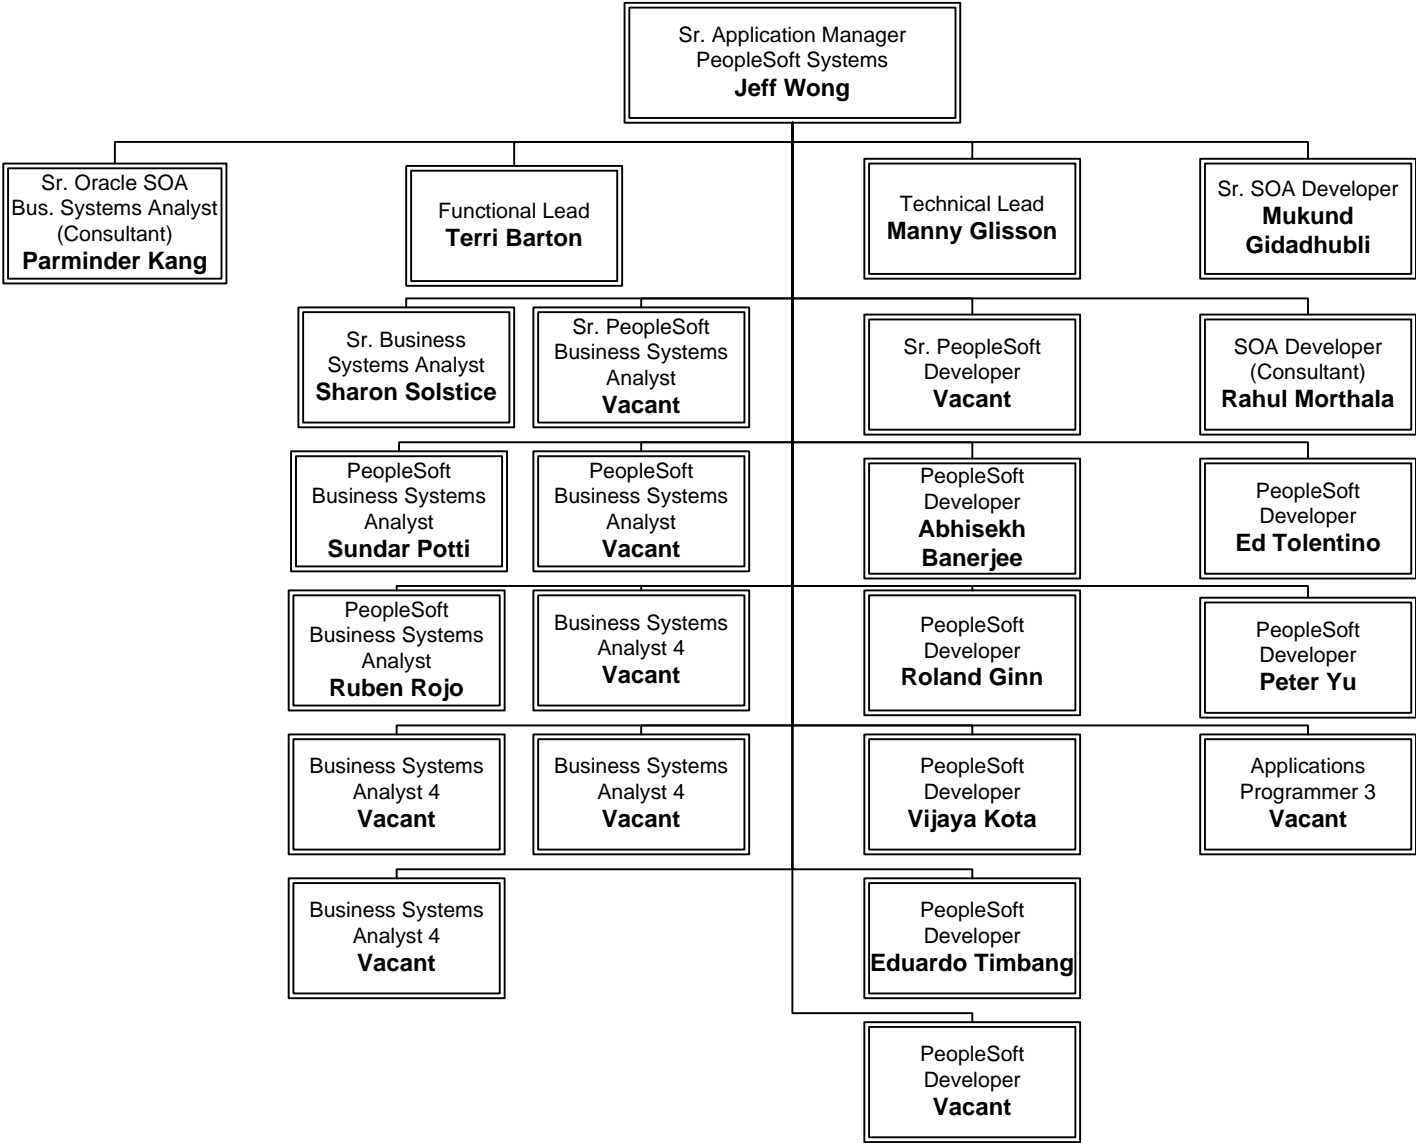 Sr. Application Manager
PeopleSoft Systems
Jeff Wong
Sr. Oracle SOA
Bus. Systems Analyst
(Consultant)
Parminder Kang
Functional Lead
Terri Barton
Technical Lead
Manny Glisson
Sr. SOA Developer
Mukund
Gidadhubli
Sr. Business
Systems Analyst
Sharon Solstice
Sr. PeopleSoft
Business Systems
Analyst
Vacant
Sr. PeopleSoft
Developer
Vacant
SOA Developer
(Consultant)
Rahul Morthala
PeopleSoft
Business Systems
Analyst
Sundar Potti
PeopleSoft
Business Systems
Analyst
Vacant
PeopleSoft
Developer
Abhisekh
Banerjee
PeopleSoft
Developer
Ed Tolentino
PeopleSoft
Business Systems
Analyst
Ruben Rojo
Business Systems
Analyst 4
Vacant
PeopleSoft
Developer
Roland Ginn
PeopleSoft
Developer
Peter Yu
Business Systems
Analyst 4
Vacant
Business Systems
Analyst 4
Vacant
PeopleSoft
Developer
Vijaya Kota
Applications
Programmer 3
Vacant
Business Systems
Analyst 4
Vacant
PeopleSoft
Developer
Eduardo Timbang
PeopleSoft
Developer
Vacant